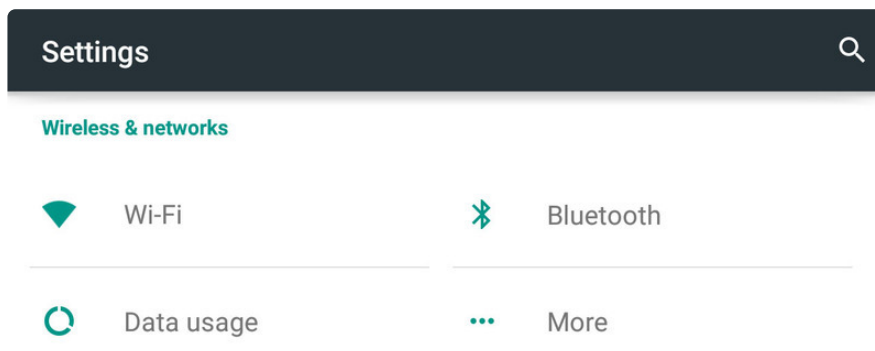 Settings
Wireless & networks
Wi-Fi
Bluetooth
Data usage
More